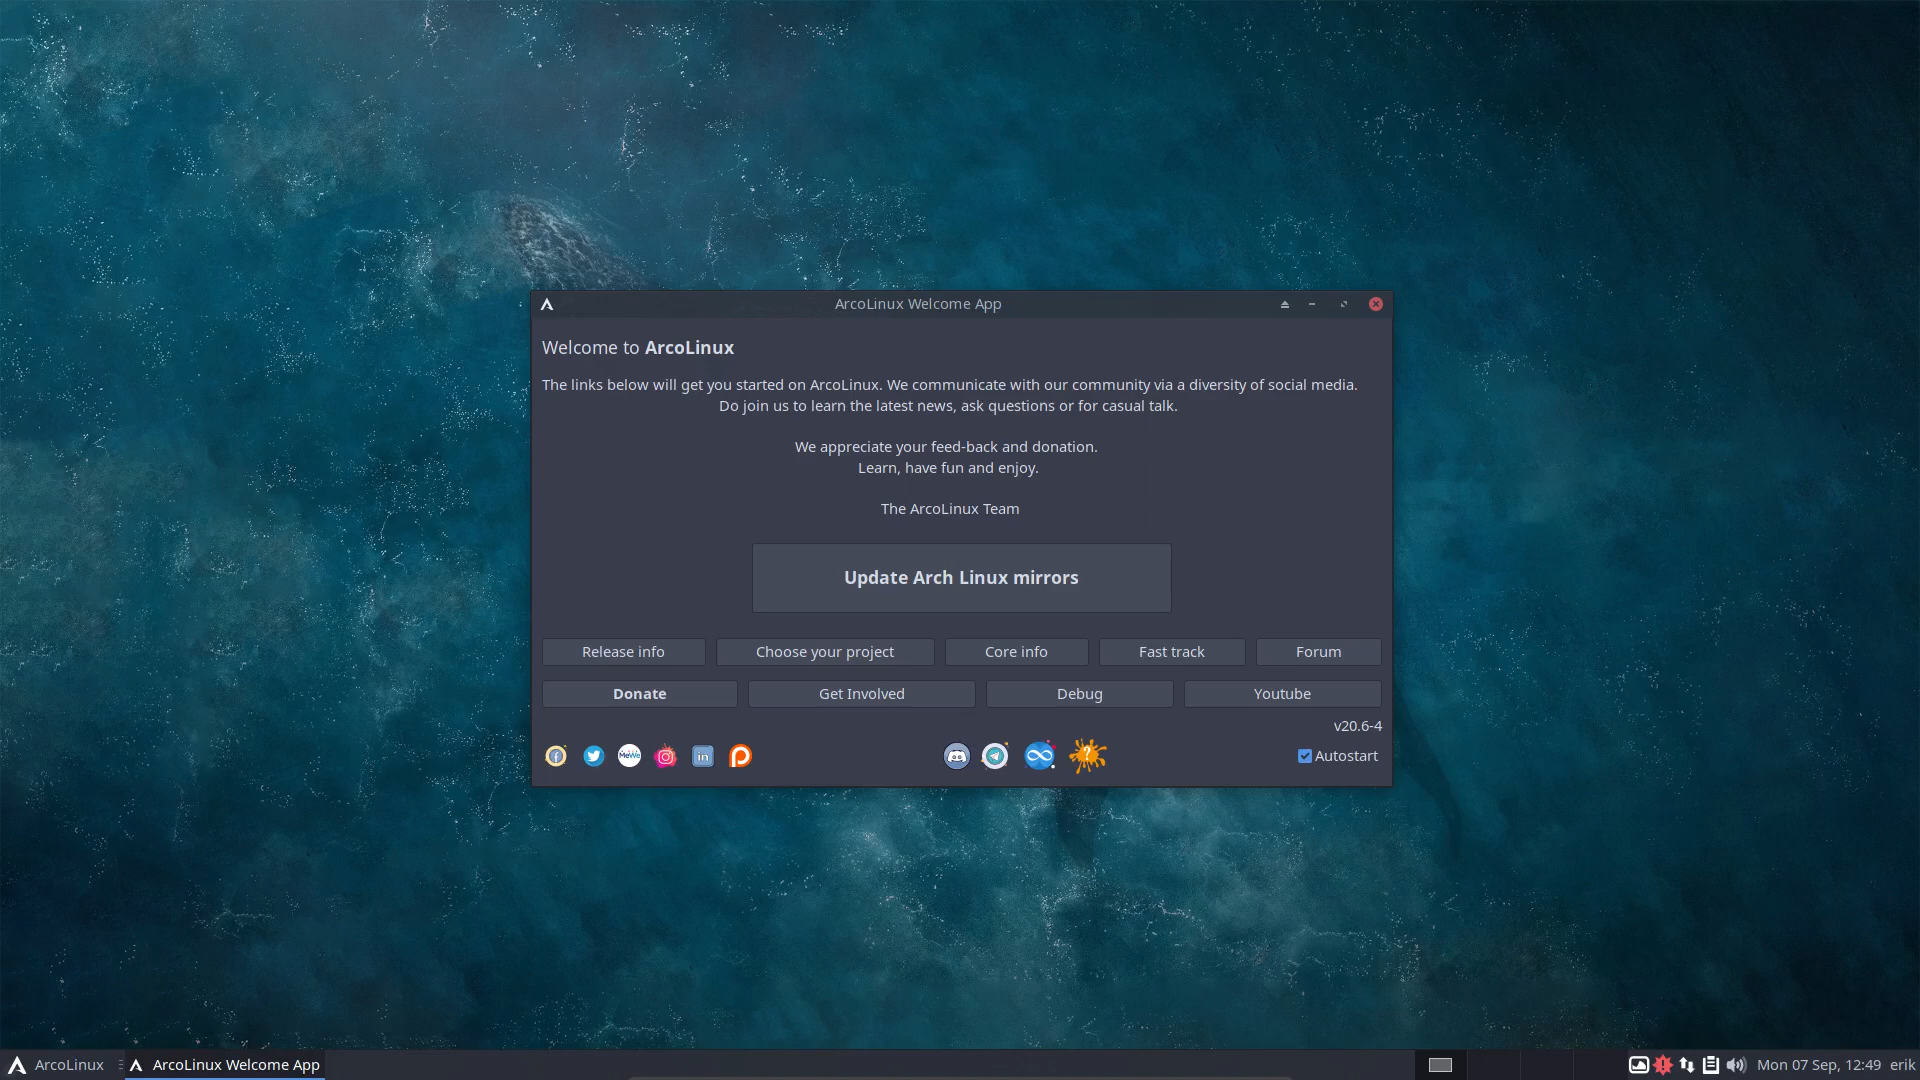 ArcoLinux Welcome App
Welcome to ArcoLinux
The links below will get you started on ArcoLinux. We communicate with our community via a diversity of social media.
Do join us to learn the latest news, ask questions or for casual talk.
We appreciate your feed-back and donation.
Learn, have fun and enjoy.
The ArcoLinux Team
Update Arch Linux mirrors
Release info Choose your project Core info Fast track Forum
Donate Get Involved Debug Youtube
v20.6-4
MeWe in ? Autostart
ArcoLinux ArcoLinux Welcome App Mon 07 Sep, 12:49 erik